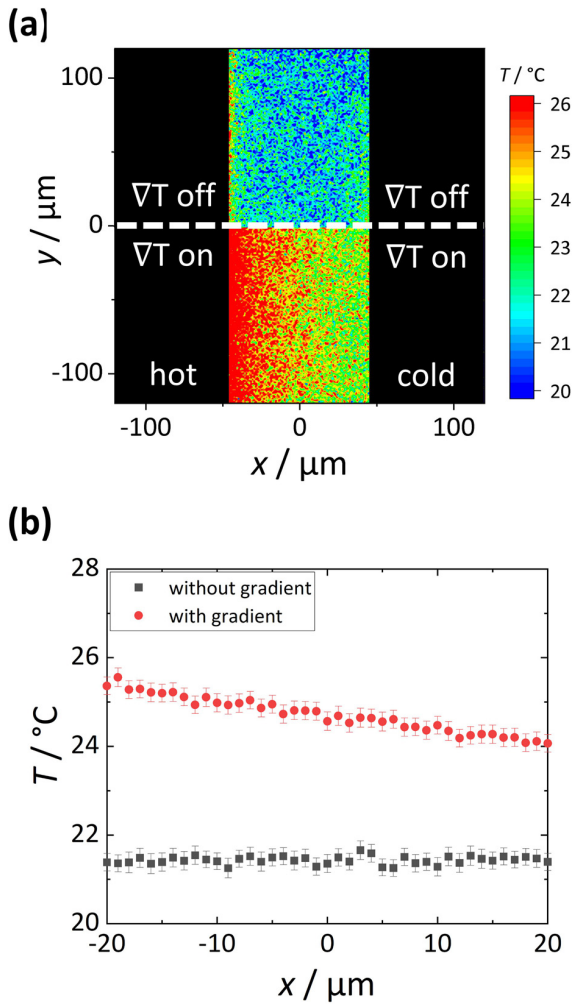 (a)
T / °C
100
0
-100
y / μm
∇T off
∇T off
∇T on
∇T on
hot
cold
-100
0
100
x / μm
26
25
24
23
22
21
20
(b)
28
26
24
22
20
T / °C
without gradient
with gradient
-20
-10
0
10
20
x / μm